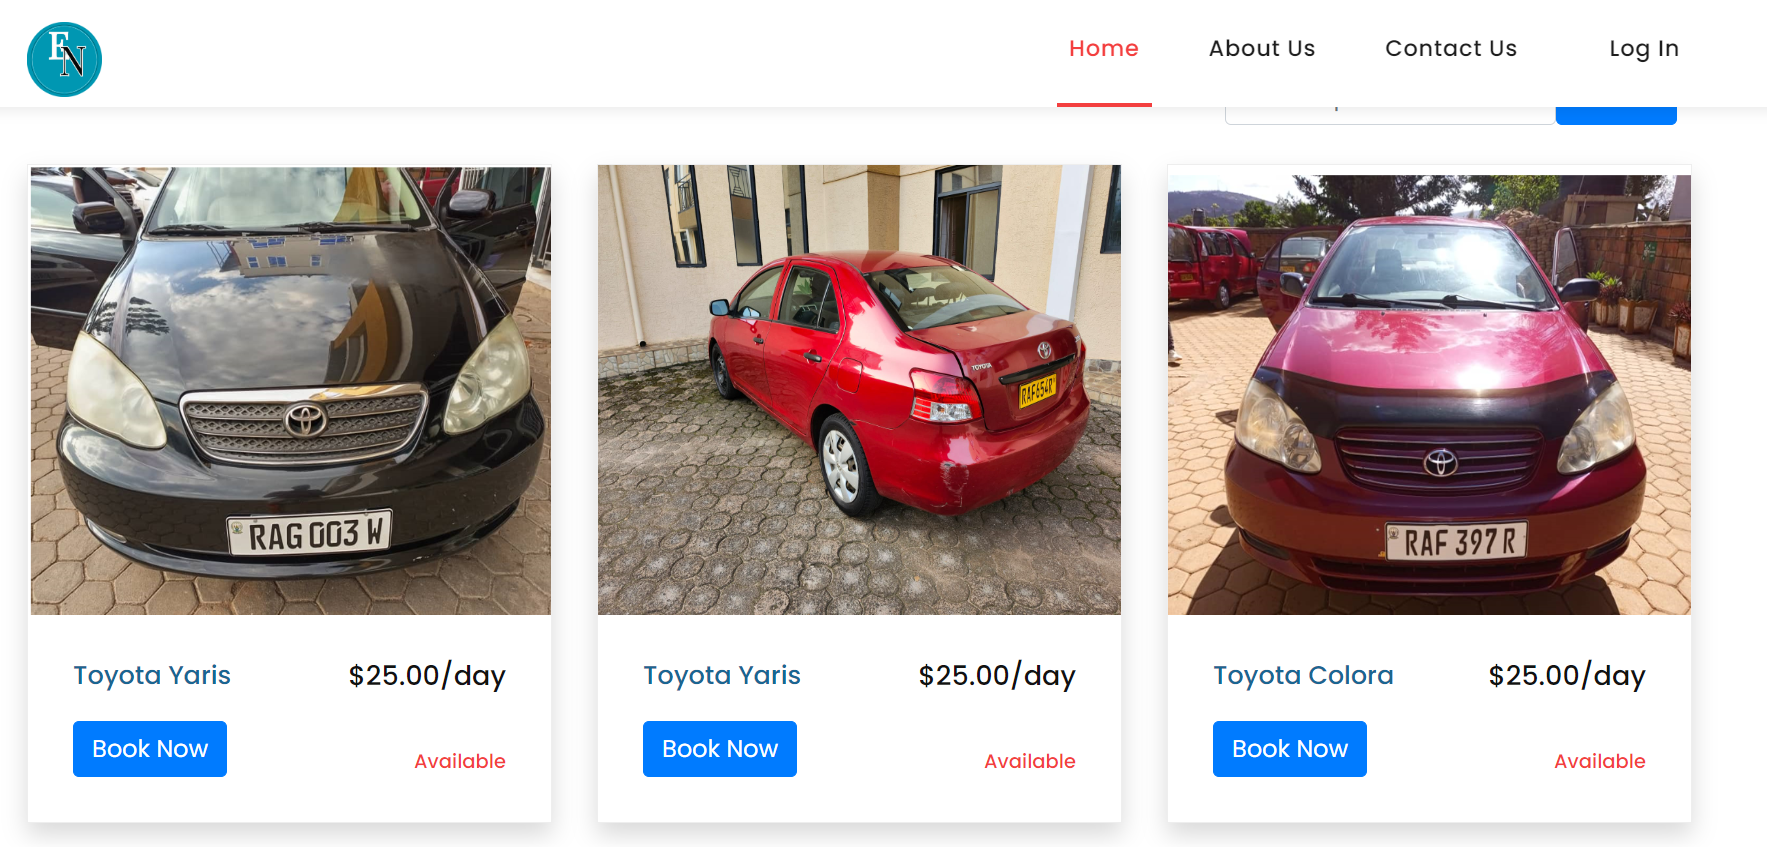 FN
Home About Us Contact Us Log In
RAG 003 W
TOYOTA
RAF654R
RAF 397 R
Toyota Yaris $25.00/day
Book Now Available
Toyota Yaris $25.00/day
Book Now Available
Toyota Colora $25.00/day
Book Now Available